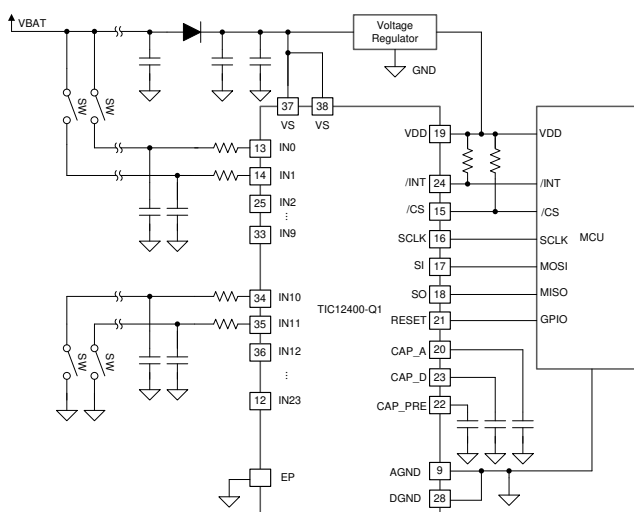 VBAT
Voltage
Regulator
GND
37
38
VS
VS
SW
SW
13
IN0
14
IN1
25
IN2
...
33
IN9
34
IN10
35
IN11
36
IN12
...
12
IN23
SW
SW
EP
TIC12400-Q1
VDD
19
VDD
/INT
24
/INT
/CS
15
/CS
SCLK
16
SCLK
SI
17
MOSI
SO
18
MISO
RESET
21
GPIO
MCU
CAP_A
20
CAP_D
23
CAP_PRE
22
AGND
9
DGND
28